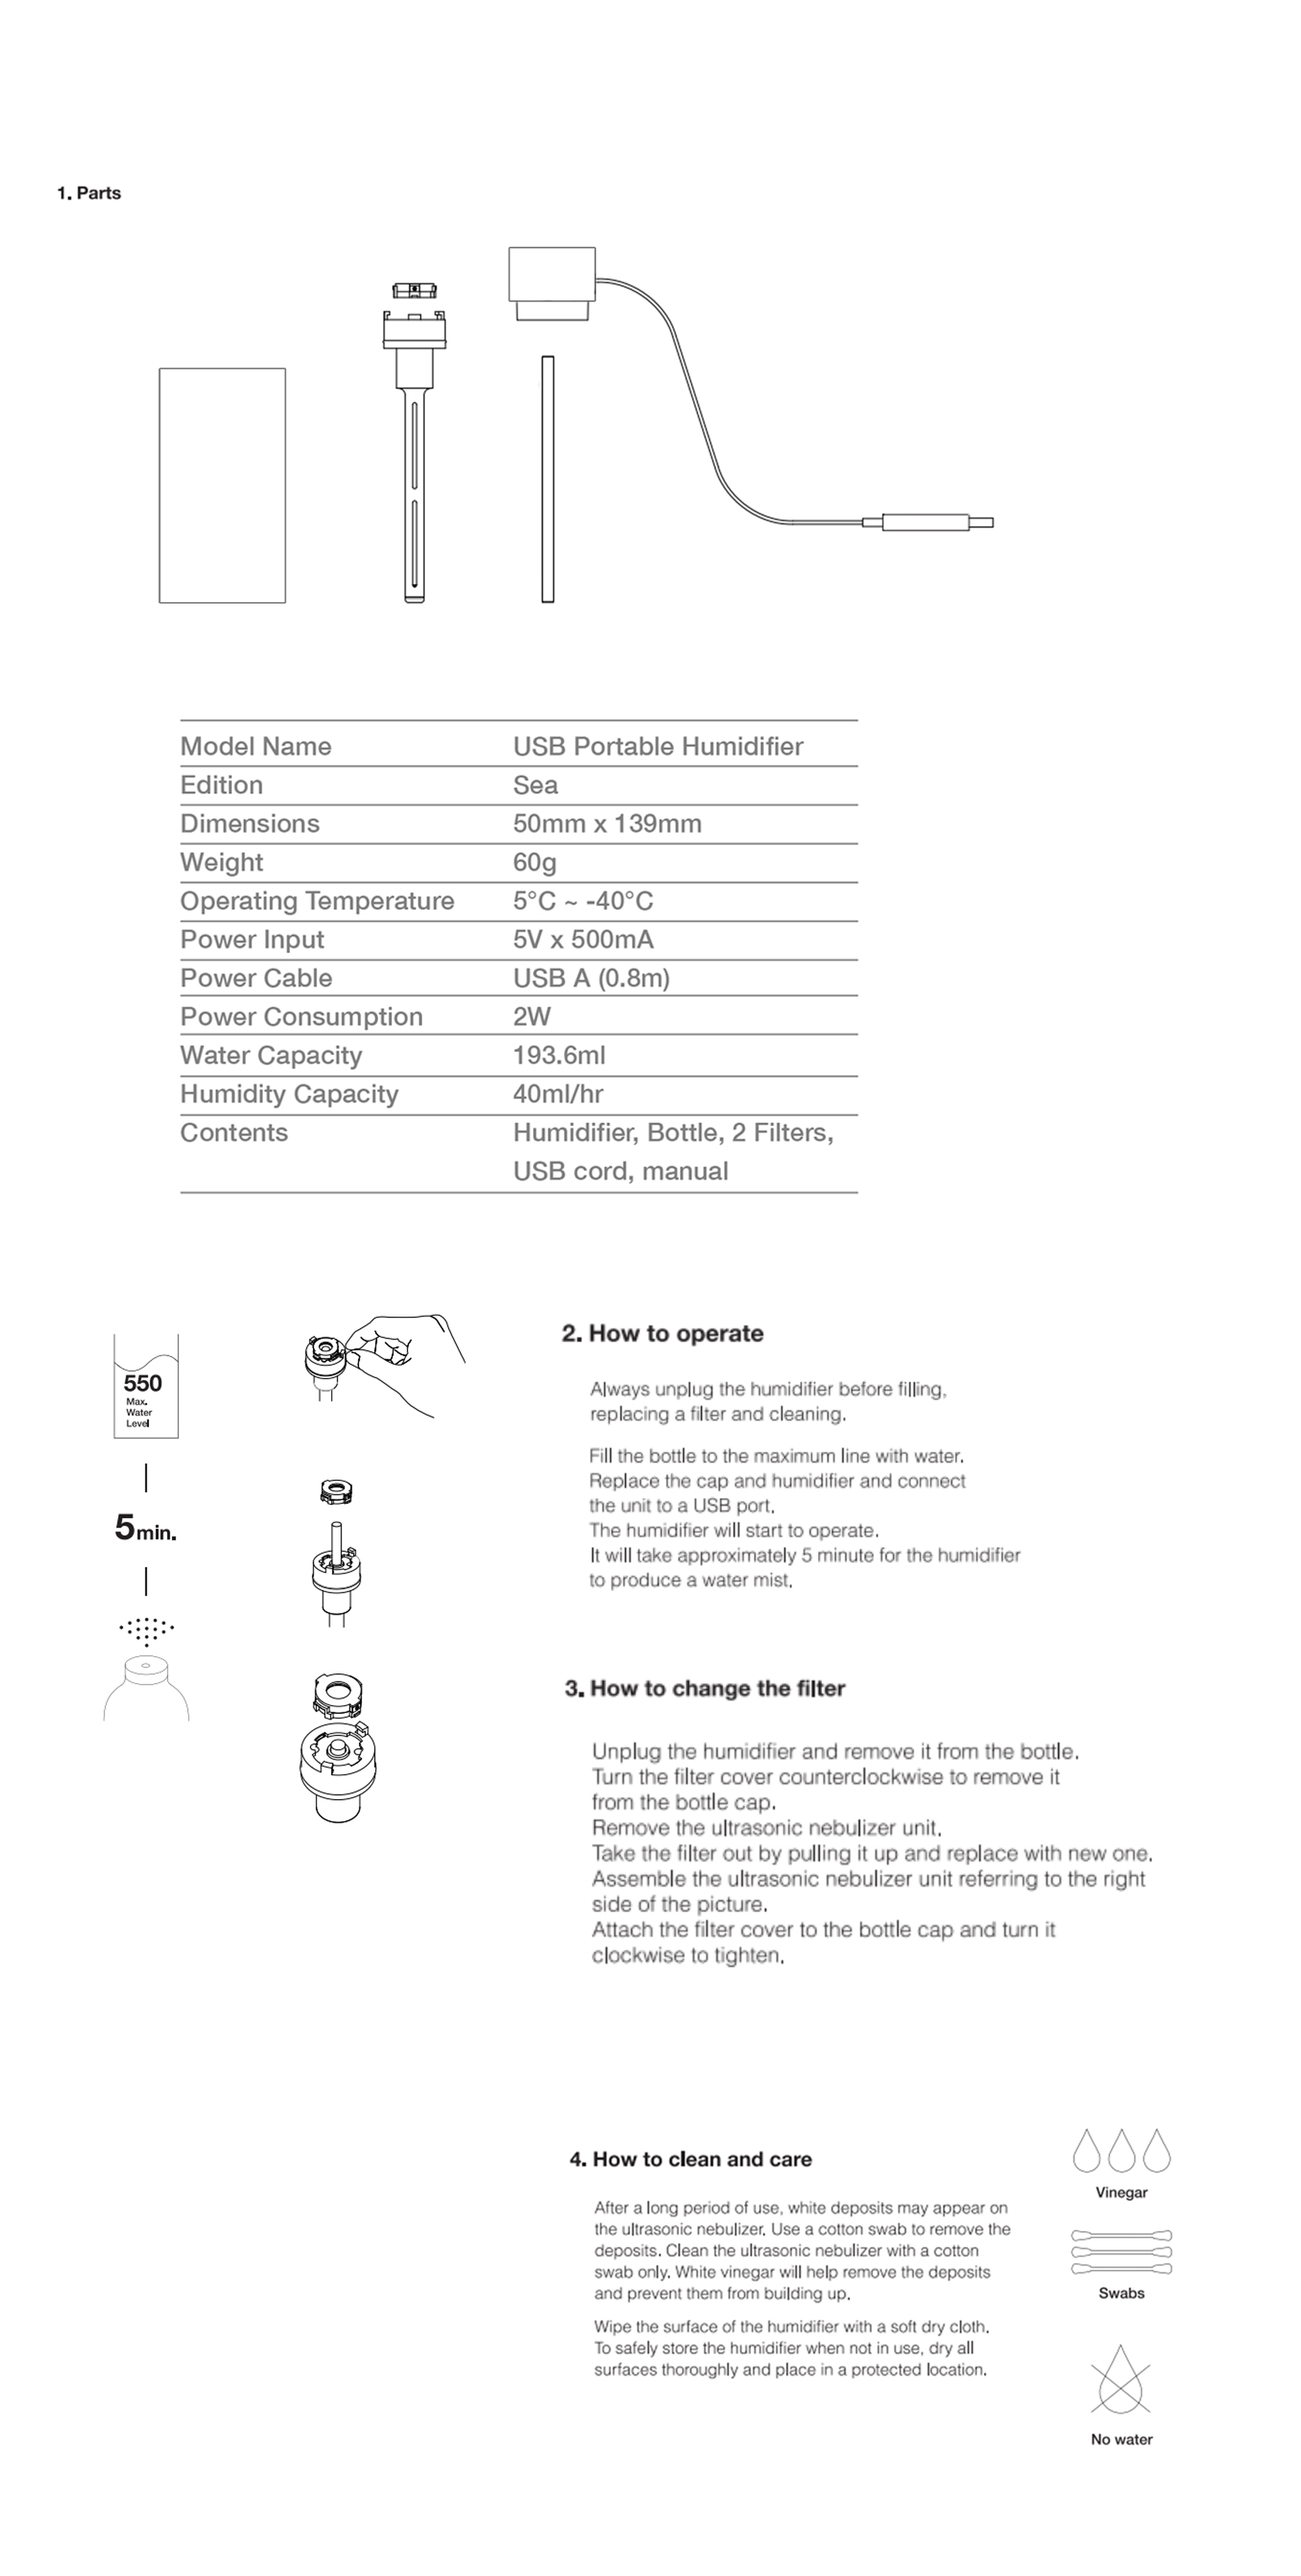 1. Parts
Model Name USB Portable Humidifier
Edition Sea
Dimensions 50mm x 139mm
Weight 60g
Operating Temperature 5°C ~ -40°C
Power Input 5V x 500mA
Power Cable USB A (0.8m)
Power Consumption 2W
Water Capacity 193.6ml
Humidity Capacity 40ml/hr
Contents Humidifier, Bottle, 2 Filters,
USB cord, manual
550
Max.
Water
Level
5min.
2. How to operate
Always unplug the humidifier before filling,
replacing a filter and cleaning.
Fill the bottle to the maximum line with water.
Replace the cap and humidifier and connect
the unit to a USB port.
The humidifier will start to operate.
It will take approximately 5 minute for the humidifier
to produce a water mist.
3. How to change the filter
Unplug the humidifier and remove it from the bottle.
Turn the filter cover counterclockwise to remove it
from the bottle cap.
Remove the ultrasonic nebulizer unit.
Take the filter out by pulling it up and replace with new one.
Assemble the ultrasonic nebulizer unit referring to the right
side of the picture.
Attach the filter cover to the bottle cap and turn it
clockwise to tighten.
4. How to clean and care
After a long period of use, white deposits may appear on
the ultrasonic nebulizer. Use a cotton swab to remove the
deposits. Clean the ultrasonic nebulizer with a cotton
swab only. White vinegar will help remove the deposits
and prevent them from building up.
Wipe the surface of the humidifier with a soft dry cloth.
To safely store the humidifier when not in use, dry all
surfaces thoroughly and place in a protected location.
Vinegar
Swabs
No water